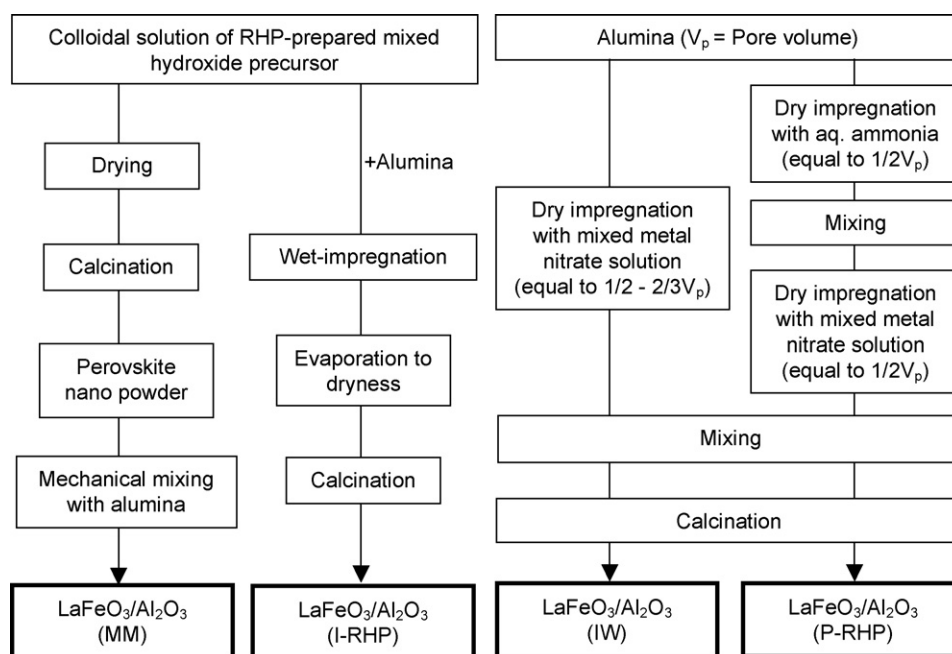 Colloidal solution of RHP-prepared mixed
hydroxide precursor
Drying
Calcination
Perovskite
nano powder
Mechanical mixing
with alumina
LaFeO₃/Al₂O₃
(MM)
+Alumina
Wet-impregnation
Evaporation to
dryness
Calcination
LaFeO₃/Al₂O₃
(I-RHP)
Alumina (Vₚ = Pore volume)
Dry impregnation
with mixed metal
nitrate solution
(equal to 1/2 - 2/3Vₚ)
Dry impregnation
with aq. ammonia
(equal to 1/2Vₚ)
Mixing
Dry impregnation
with mixed metal
nitrate solution
(equal to 1/2Vₚ)
Mixing
Calcination
LaFeO₃/Al₂O₃
(IW)
LaFeO₃/Al₂O₃
(P-RHP)